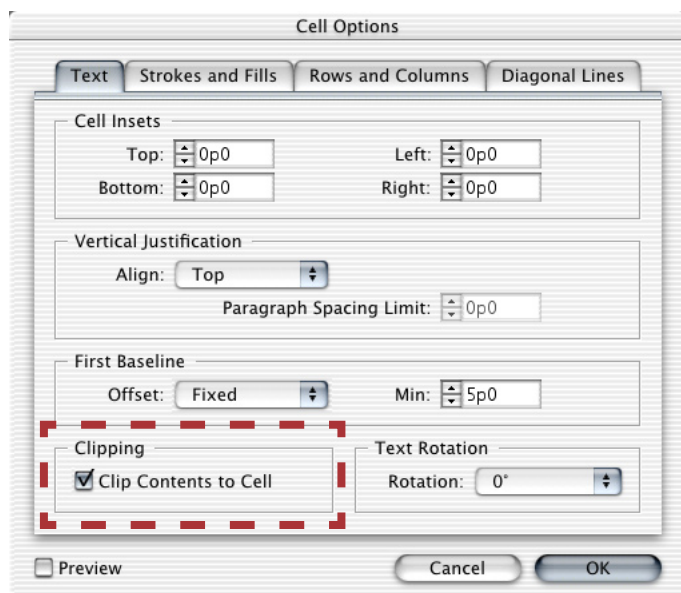 Cell Options
Text Strokes and Fills Rows and Columns Diagonal Lines
Cell Insets
Top: 0p0 Left: 0p0
Bottom: 0p0 Right: 0p0
Vertical Justification
Align: Top
Paragraph Spacing Limit: 0p0
First Baseline
Offset: Fixed Min: 5p0
Clipping Text Rotation
Clip Contents to Cell Rotation: 0°
Preview Cancel OK